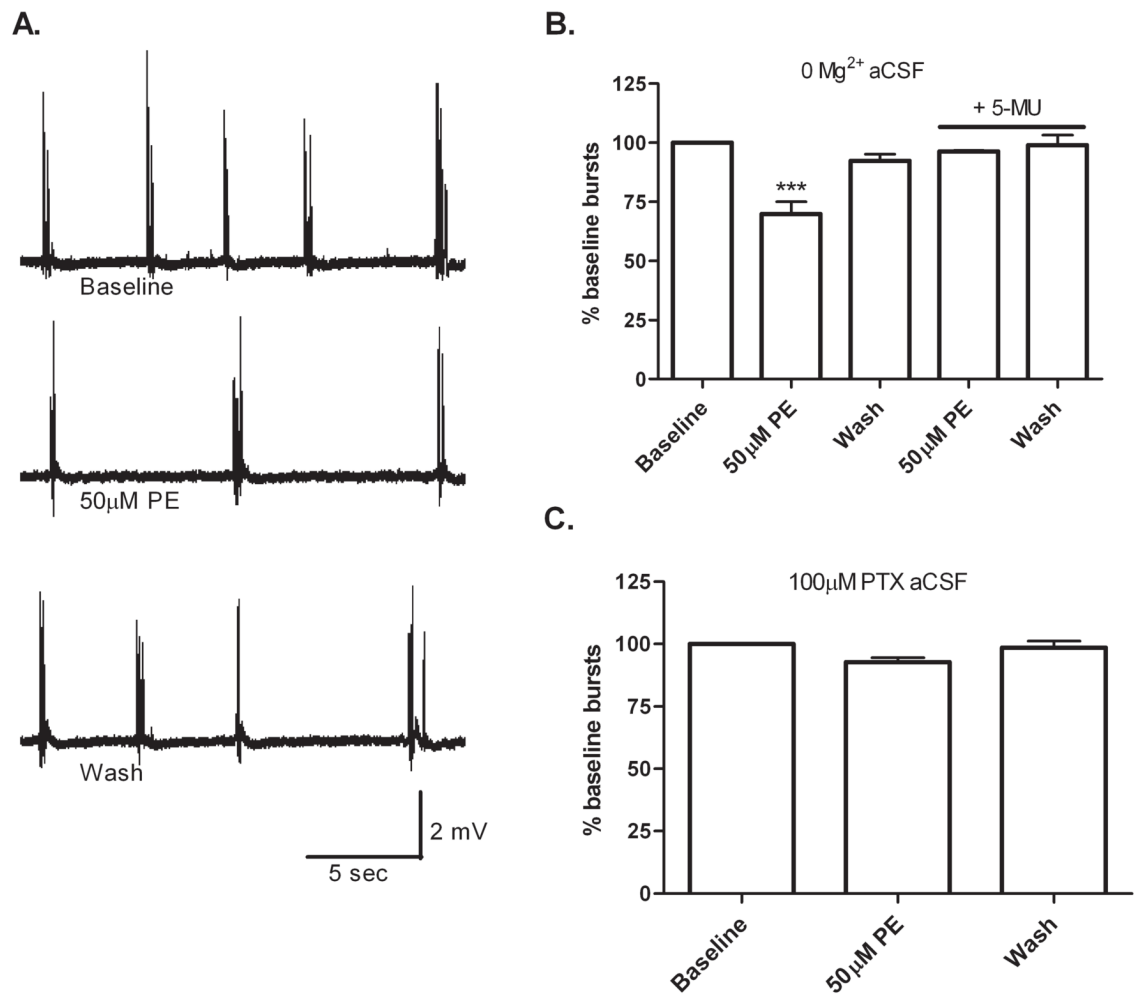 A.
Baseline
50μM PE
Wash
2 mV
5 sec
B.
0 Mg²⁺ aCSF
+ 5-MU
***
% baseline bursts
125
100
75
50
25
0
Baseline
50μM PE
Wash
50μM PE
Wash
C.
100μM PTX aCSF
% baseline bursts
125
100
75
50
25
0
Baseline
50μM PE
Wash